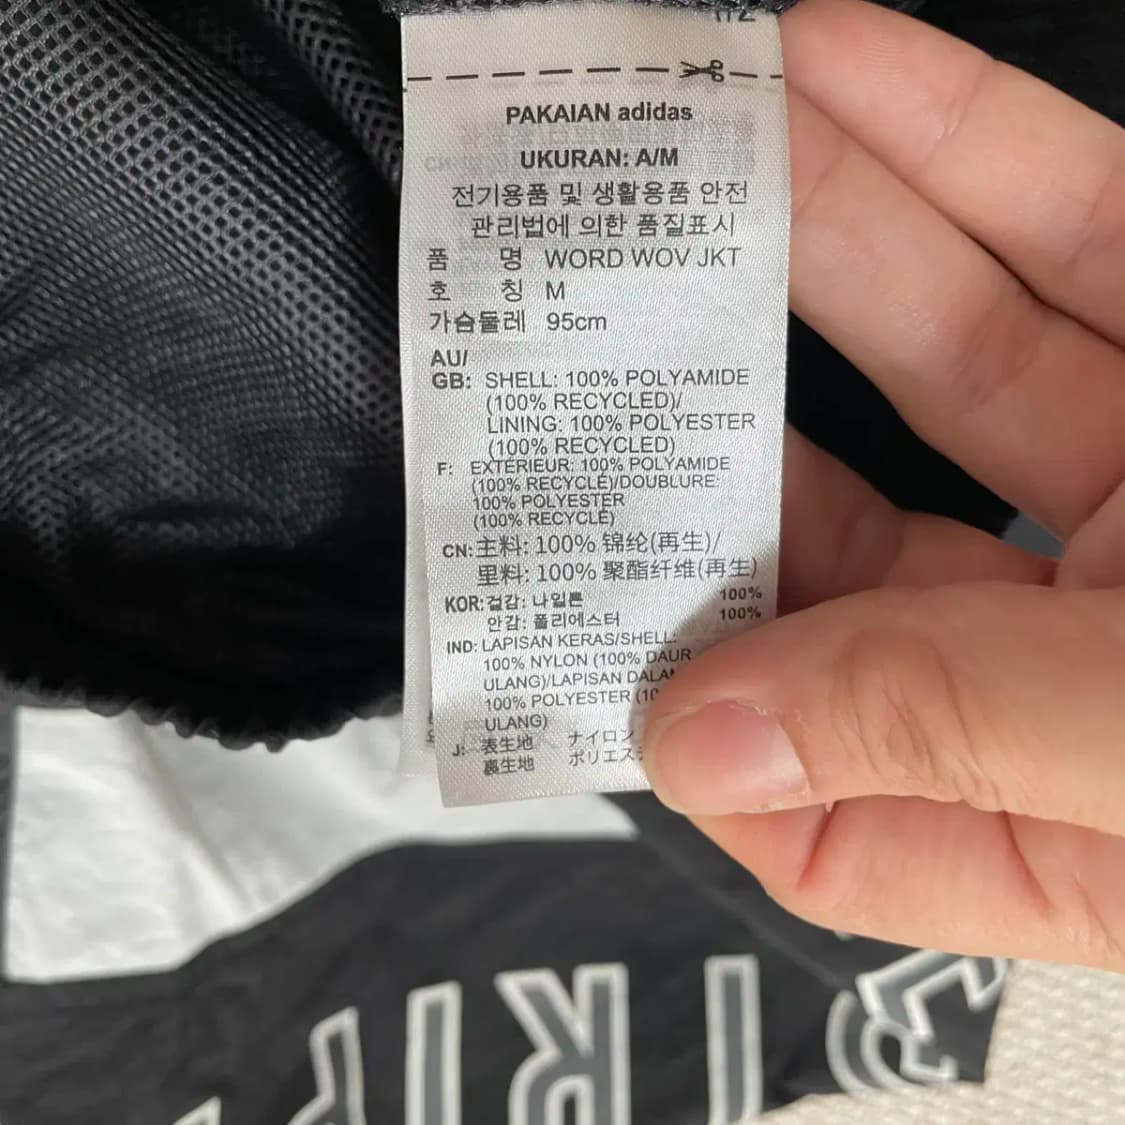 PAKAIAN adidas
UKURAN: A/M
전기용품 및 생활용품 안전
관리법에 의한 품질표시
품 명 WORD WOV JKT
호 칭 M
가슴둘레 95cm
AU/
GB: SHELL: 100% POLYAMIDE
(100% RECYCLED)/
LINING: 100% POLYESTER
(100% RECYCLED)
F: EXTÉRIEUR: 100% POLYAMIDE
(100% RECYCLÉ)/DOUBLURE:
100% POLYESTER
(100% RECYCLÉ)
CN: 主料: 100% 锦纶(再生)/
里料: 100% 聚酯纤维(再生)
KOR: 겉감: 나일론 100%
안감: 폴리에스터 100%
IND: LAPISAN KERAS/SHELL:
100% NYLON (100% DAUR
ULANG)/LAPISAN
100% POLYESTER
ULANG)
J: 表生地 ナイロン
裏生地